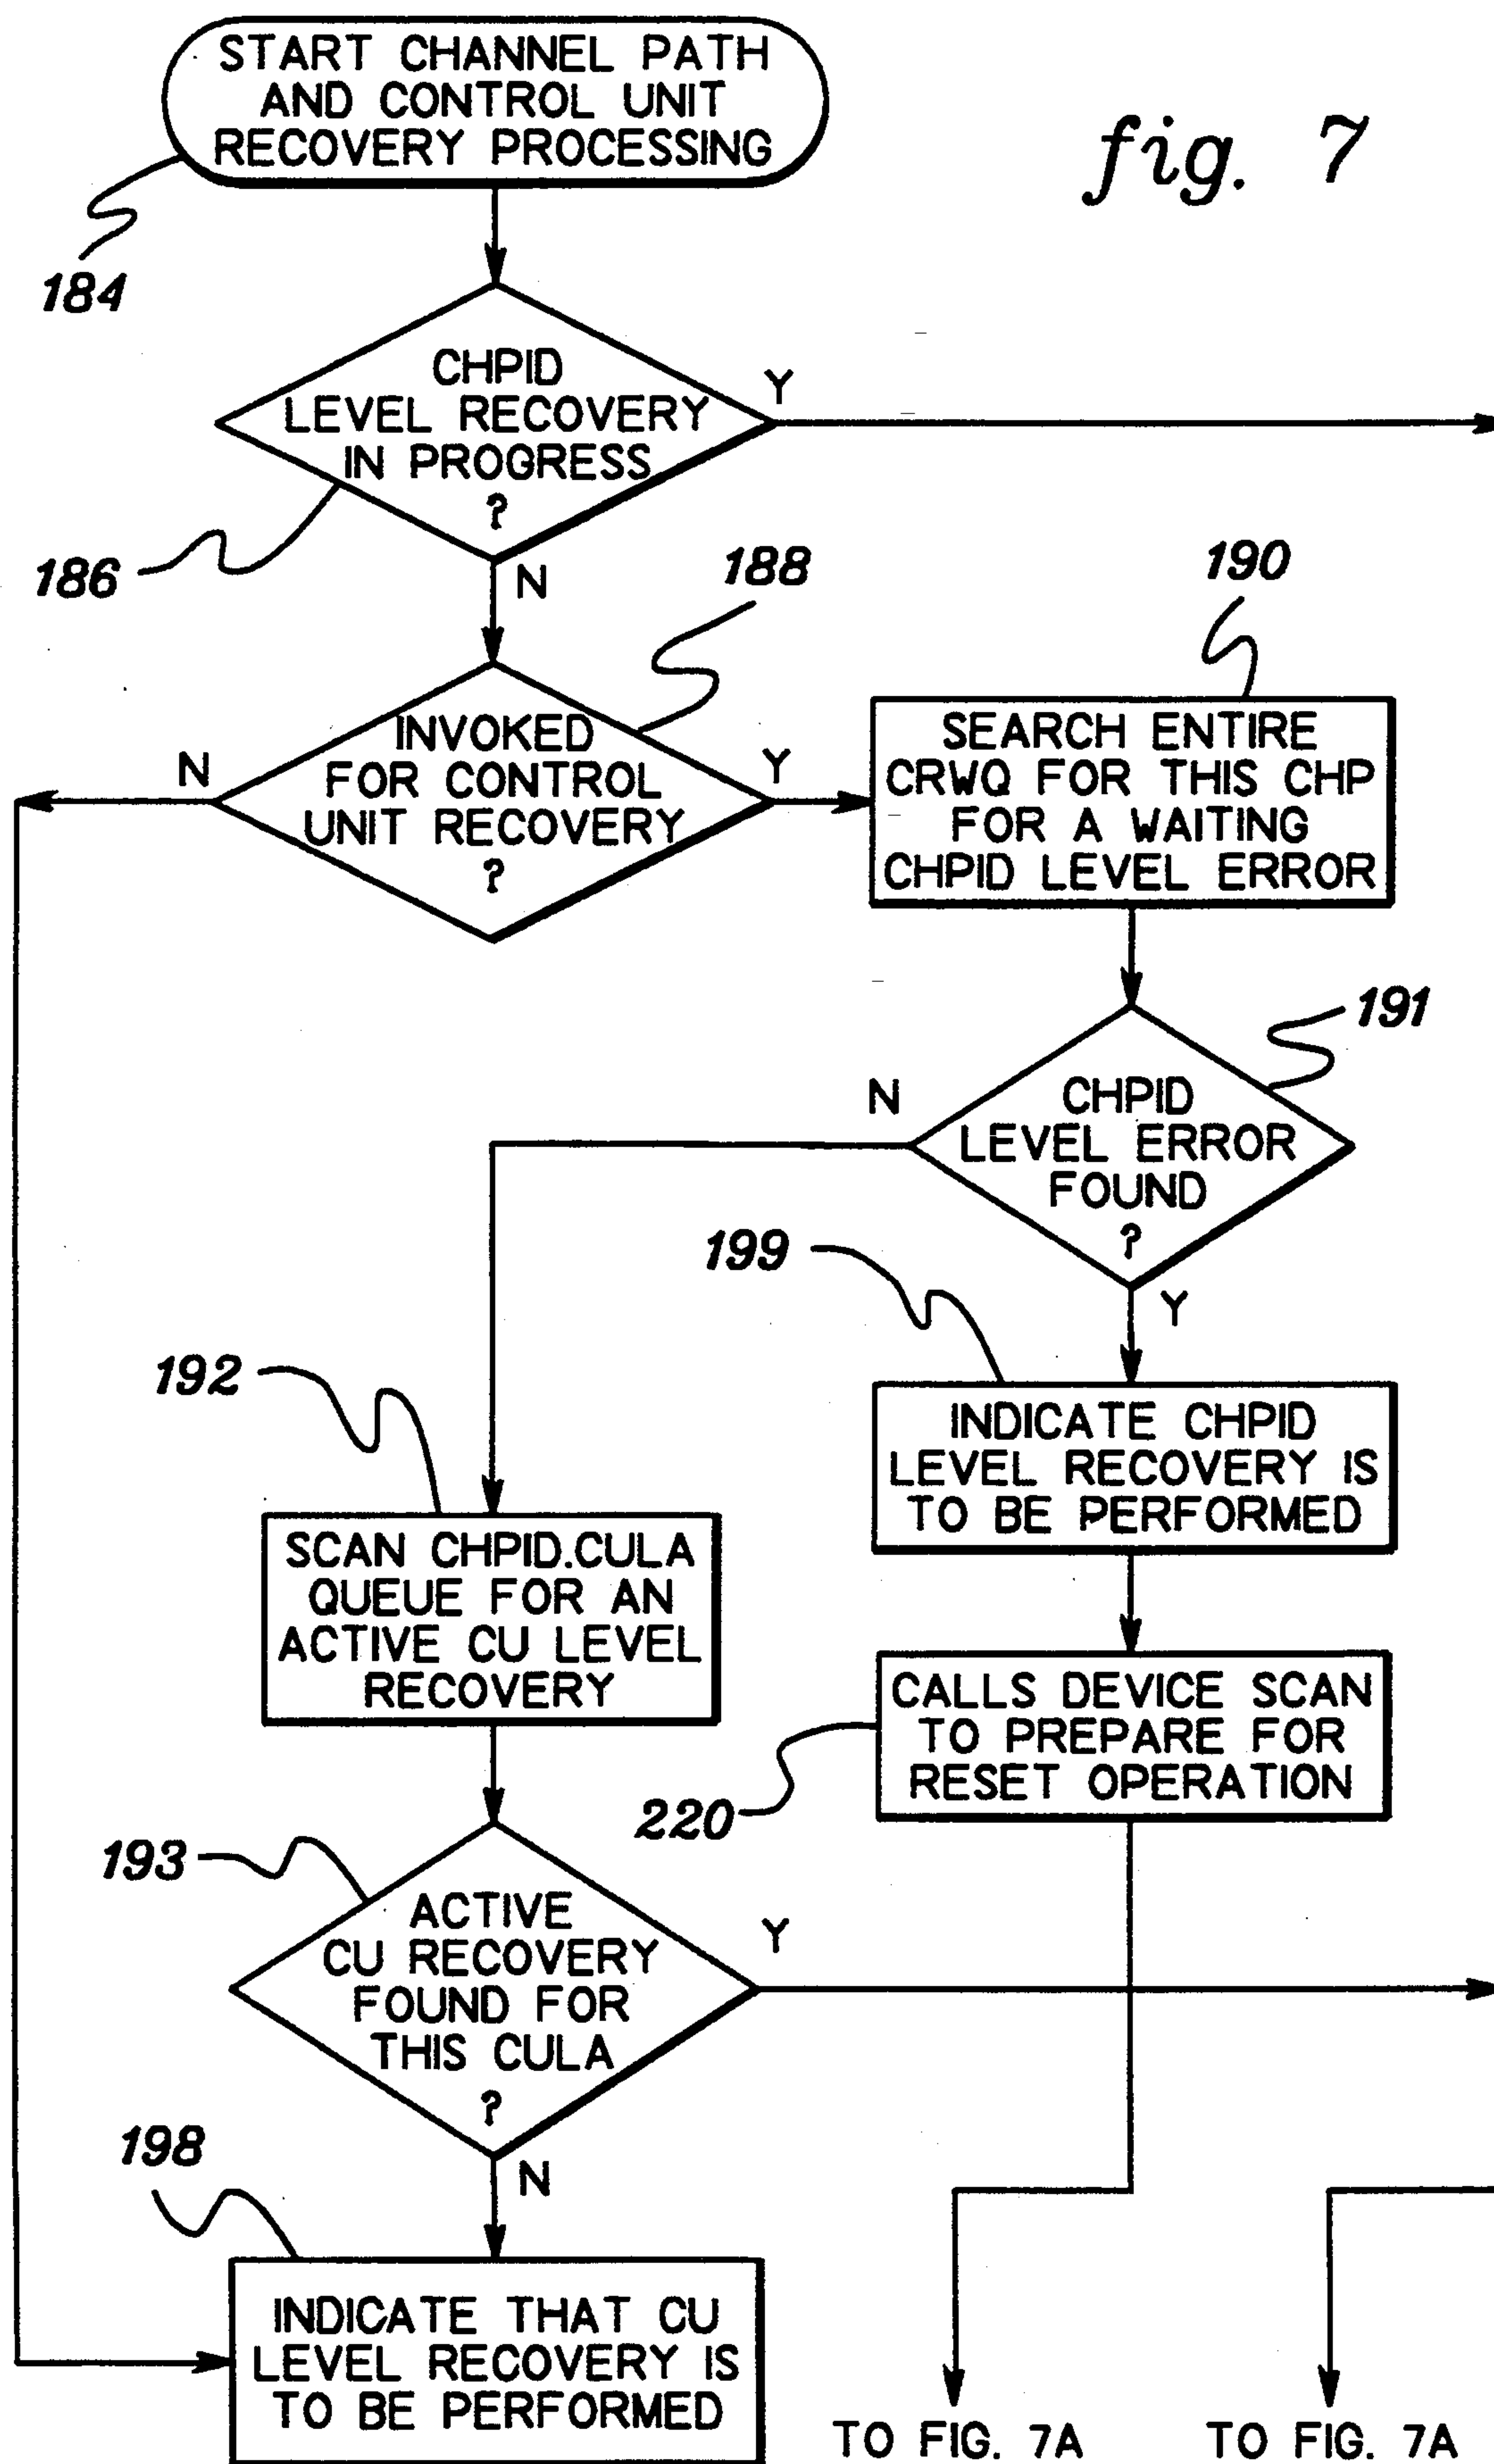 START CHANNEL PATH
AND CONTROL UNIT
RECOVERY PROCESSING
fig. 7
184
CHPID
LEVEL RECOVERY
IN PROGRESS
?
Y
186
N
188
190
INVOKED
FOR CONTROL
UNIT RECOVERY
?
N
Y
SEARCH ENTIRE
CRWQ FOR THIS CHP
FOR A WAITING
CHPID LEVEL ERROR
191
CHPID
LEVEL ERROR
FOUND
?
N
Y
199
192
INDICATE CHPID
LEVEL RECOVERY IS
TO BE PERFORMED
SCAN CHPID.CULA
QUEUE FOR AN
ACTIVE CU LEVEL
RECOVERY
CALLS DEVICE SCAN
TO PREPARE FOR
RESET OPERATION
220
193
ACTIVE
CU RECOVERY
FOUND FOR
THIS CULA
?
Y
N
198
INDICATE THAT CU
LEVEL RECOVERY IS
TO BE PERFORMED
TO FIG. 7A
TO FIG. 7A